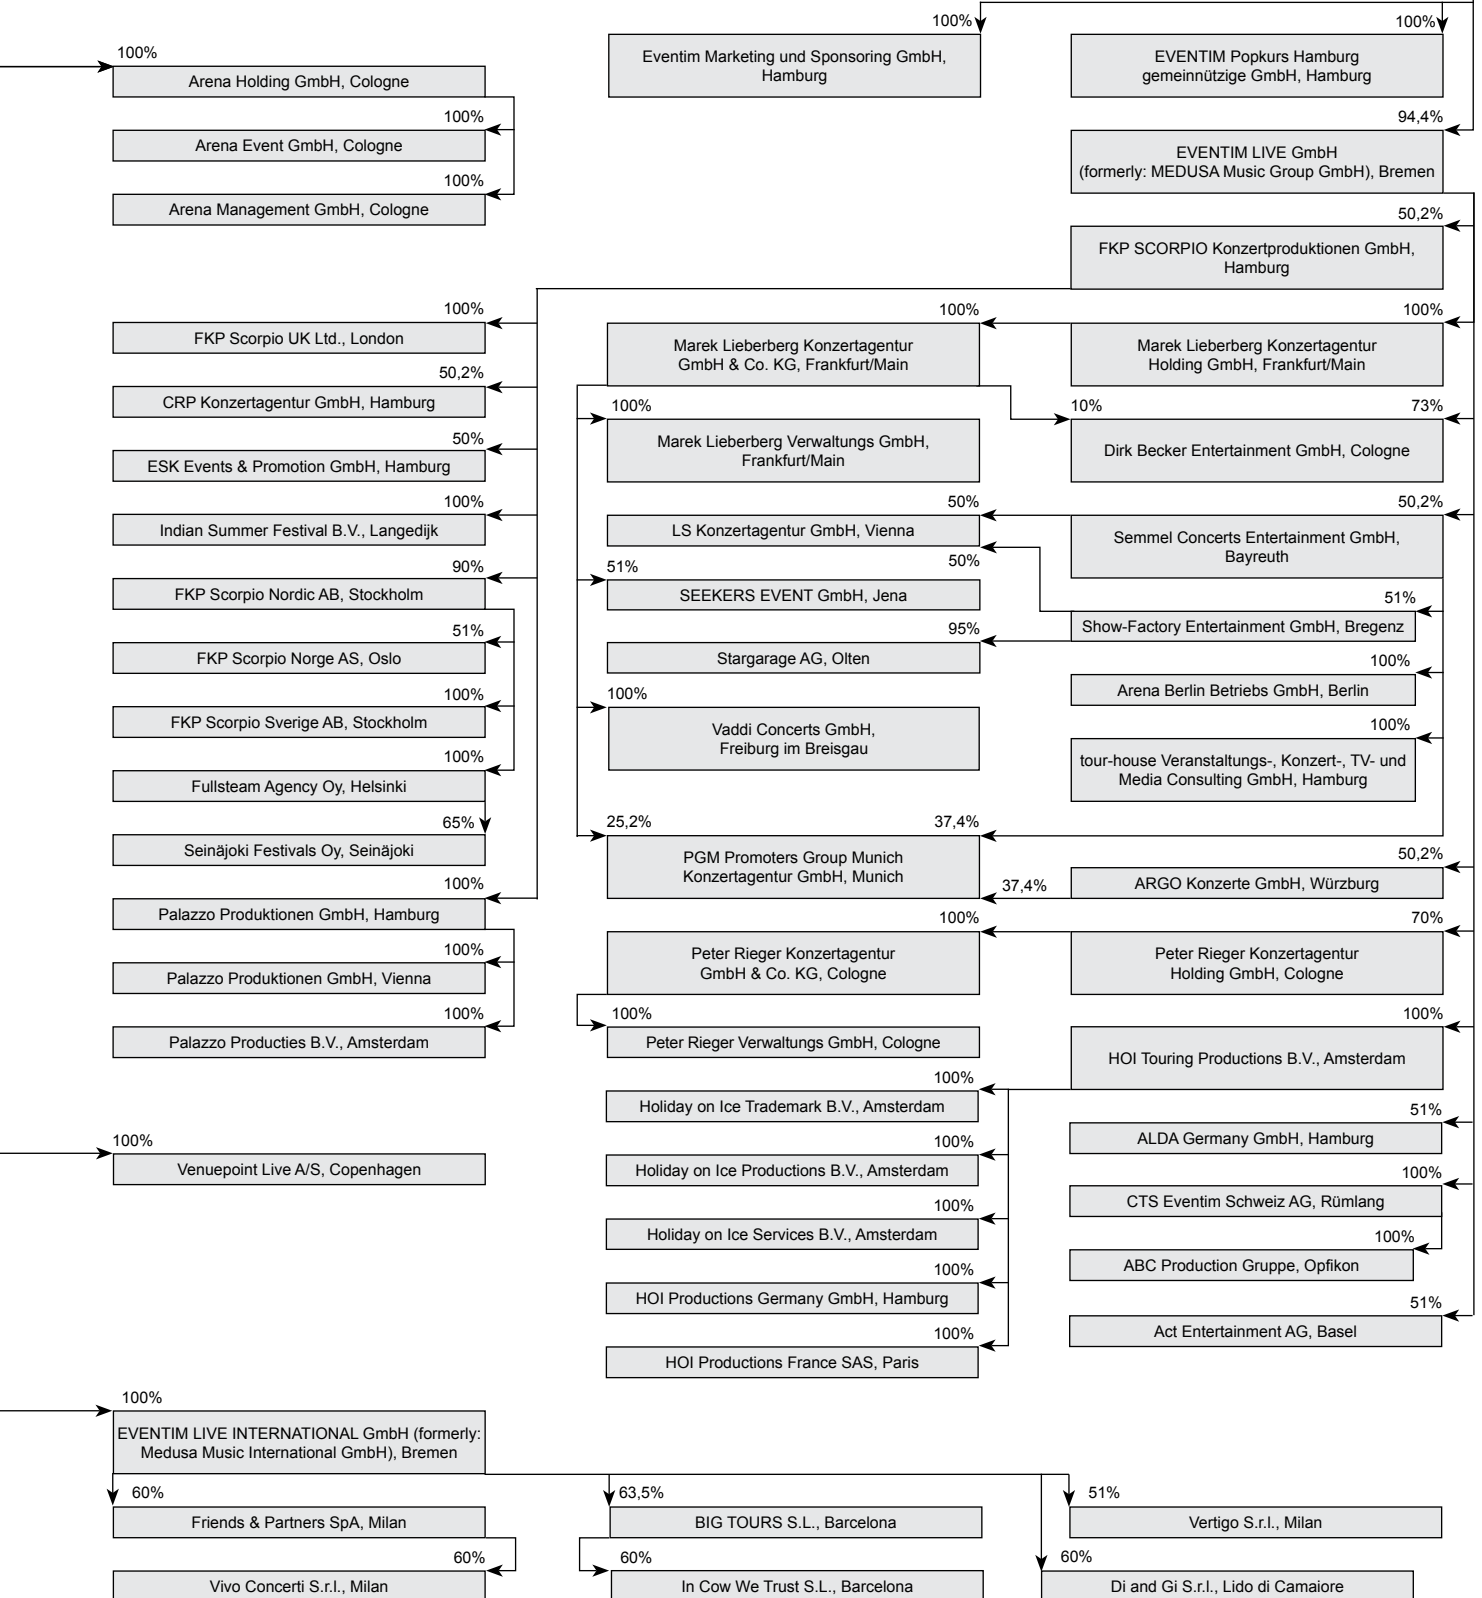 100%
Arena Holding GmbH, Cologne
100%
Arena Event GmbH, Cologne
100%
Arena Management GmbH, Cologne
100%
Eventim Marketing und Sponsoring GmbH,
Hamburg
100%
EVENTIM Popkurs Hamburg
gemeinnützige GmbH, Hamburg
94,4%
EVENTIM LIVE GmbH
(formerly: MEDUSA Music Group GmbH), Bremen
50,2%
FKP SCORPIO Konzertproduktionen GmbH,
Hamburg
100%
FKP Scorpio UK Ltd., London
50,2%
CRP Konzertagentur GmbH, Hamburg
50%
ESK Events & Promotion GmbH, Hamburg
100%
Indian Summer Festival B.V., Langedijk
90%
FKP Scorpio Nordic AB, Stockholm
51%
FKP Scorpio Norge AS, Oslo
100%
FKP Scorpio Sverige AB, Stockholm
100%
Fullsteam Agency Oy, Helsinki
65%
Seinäjoki Festivals Oy, Seinäjoki
100%
Palazzo Produktionen GmbH, Hamburg
100%
Palazzo Produktionen GmbH, Vienna
100%
Palazzo Producties B.V., Amsterdam
100%
Venuepoint Live A/S, Copenhagen
100%
Marek Lieberberg Konzertagentur
GmbH & Co. KG, Frankfurt/Main
100%
Marek Lieberberg Verwaltungs GmbH,
Frankfurt/Main
50%
LS Konzertagentur GmbH, Vienna
50%
51%
SEEKERS EVENT GmbH, Jena
95%
Stargarage AG, Olten
100%
Vaddi Concerts GmbH,
Freiburg im Breisgau
25,2% 37,4%
PGM Promoters Group Munich
Konzertagentur GmbH, Munich
37,4%
100%
Peter Rieger Konzertagentur
GmbH & Co. KG, Cologne
100%
Peter Rieger Verwaltungs GmbH, Cologne
100%
Holiday on Ice Trademark B.V., Amsterdam
100%
Holiday on Ice Productions B.V., Amsterdam
100%
Holiday on Ice Services B.V., Amsterdam
100%
HOI Productions Germany GmbH, Hamburg
100%
HOI Productions France SAS, Paris
100%
Marek Lieberberg Konzertagentur
Holding GmbH, Frankfurt/Main
10% 73%
Dirk Becker Entertainment GmbH, Cologne
50,2%
Semmel Concerts Entertainment GmbH,
Bayreuth
51%
Show-Factory Entertainment GmbH, Bregenz
100%
Arena Berlin Betriebs GmbH, Berlin
100%
tour-house Veranstaltungs-, Konzert-, TV- und
Media Consulting GmbH, Hamburg
50,2%
ARGO Konzerte GmbH, Würzburg
70%
Peter Rieger Konzertagentur
Holding GmbH, Cologne
100%
HOI Touring Productions B.V., Amsterdam
51%
ALDA Germany GmbH, Hamburg
100%
CTS Eventim Schweiz AG, Rümlang
100%
ABC Production Gruppe, Opfikon
51%
Act Entertainment AG, Basel
100%
EVENTIM LIVE INTERNATIONAL GmbH (formerly:
Medusa Music International GmbH), Bremen
60%
Friends & Partners SpA, Milan
60%
Vivo Concerti S.r.l., Milan
63,5%
BIG TOURS S.L., Barcelona
60%
In Cow We Trust S.L., Barcelona
51%
Vertigo S.r.l., Milan
60%
Di and Gi S.r.l., Lido di Camaiore